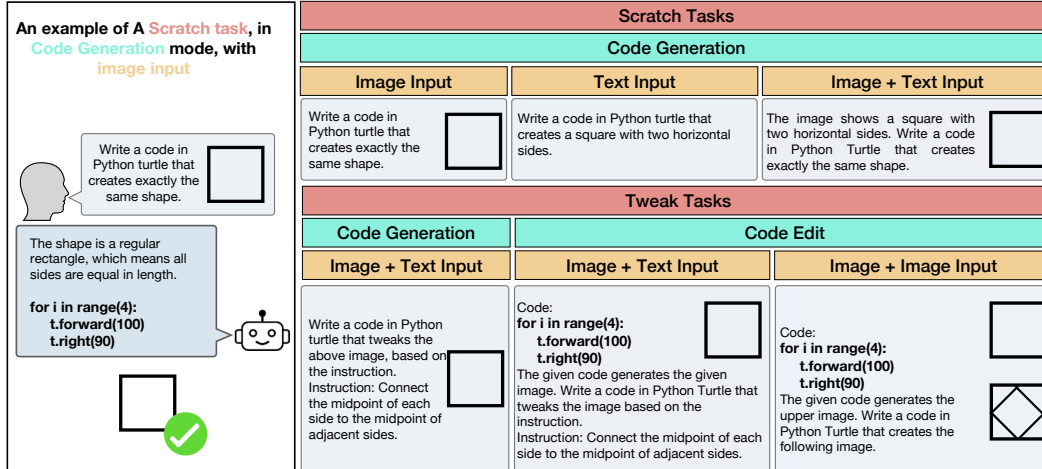 An example of A Scratch task, in
Code Generation mode, with
image input
Write a code in
Python turtle that
creates exactly the
same shape.
The shape is a regular
rectangle, which means all
sides are equal in length.
for i in range(4):
t.forward(100)
t.right(90)
Scratch Tasks
Code Generation
Image Input
Text Input
Image + Text Input
Write a code in
Python turtle that
creates exactly the
same shape.
Write a code in Python turtle that
creates a square with two horizontal
sides.
The image shows a square with
two horizontal sides. Write a code
in Python Turtle that creates
exactly the same shape.
Tweak Tasks
Code Generation
Code Edit
Image + Text Input
Image + Text Input
Image + Image Input
Write a code in Python
turtle that tweaks the
above image, based on
the instruction.
Instruction: Connect
the midpoint of each
side to the midpoint of
adjacent sides.
Code:
for i in range(4):
t.forward(100)
t.right(90)
The given code generates the given
image. Write a code in Python Turtle that
tweaks the image based on the
instruction.
Instruction: Connect the midpoint of each
side to the midpoint of adjacent sides.
Code:
for i in range(4):
t.forward(100)
t.right(90)
The given code generates the
upper image. Write a code in
Python Turtle that creates the
following image.